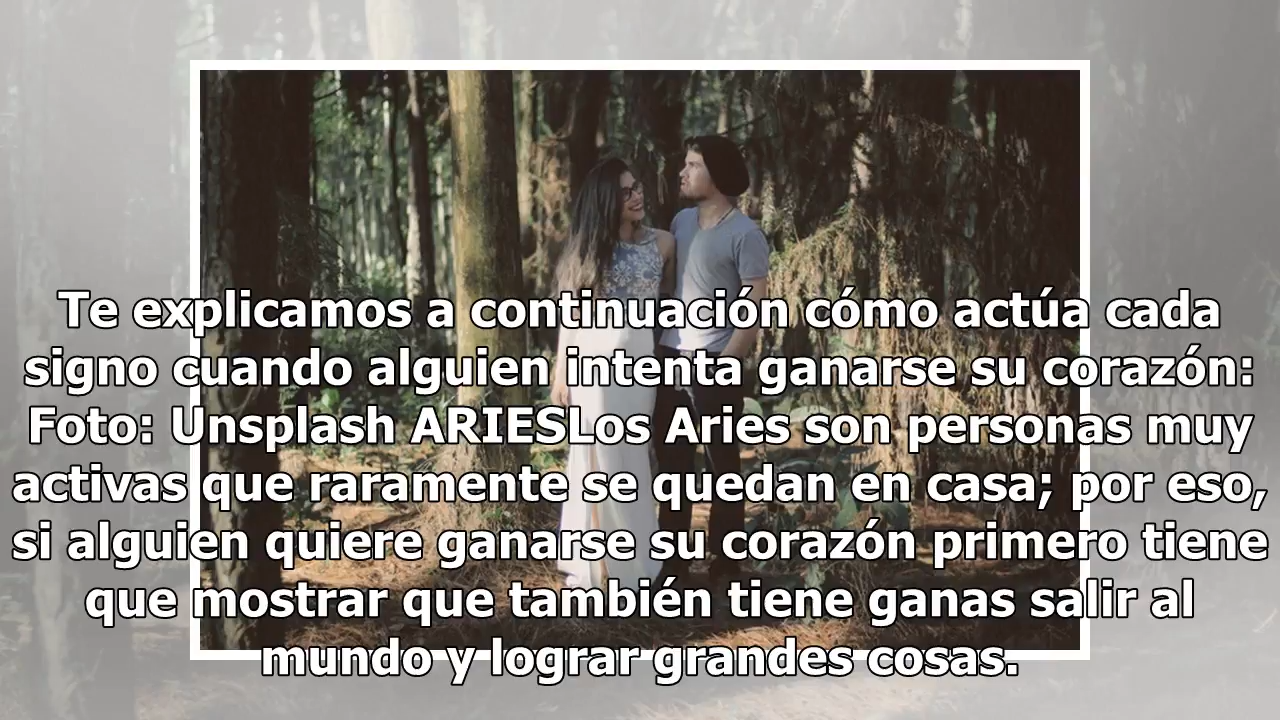 Te explicamos a continuación cómo actúa cada
signo cuando alguien intenta ganarse su corazón:
Foto: Unsplash ARIESLos Aries son personas muy
activas que raramente se quedan en casa; por eso,
si alguien quiere ganarse su corazón primero tiene
que mostrar que también tiene ganas salir al
mundo y lograr grandes cosas.